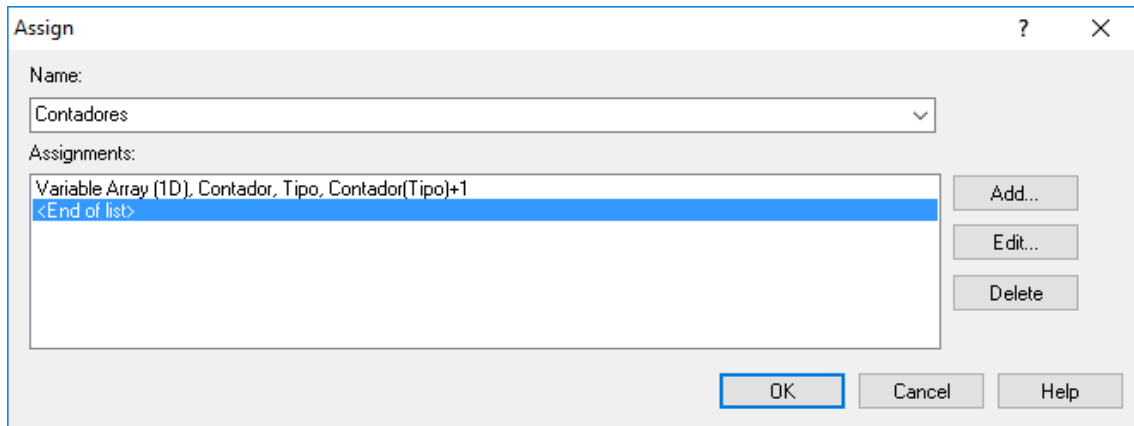 Assign
?
Name:
Contadores
Assignments:
Variable Array (1D), Contador, Tipo, Contador(Tipo)+1
<End of list>
Add...
Edit...
Delete
OK
Cancel
Help